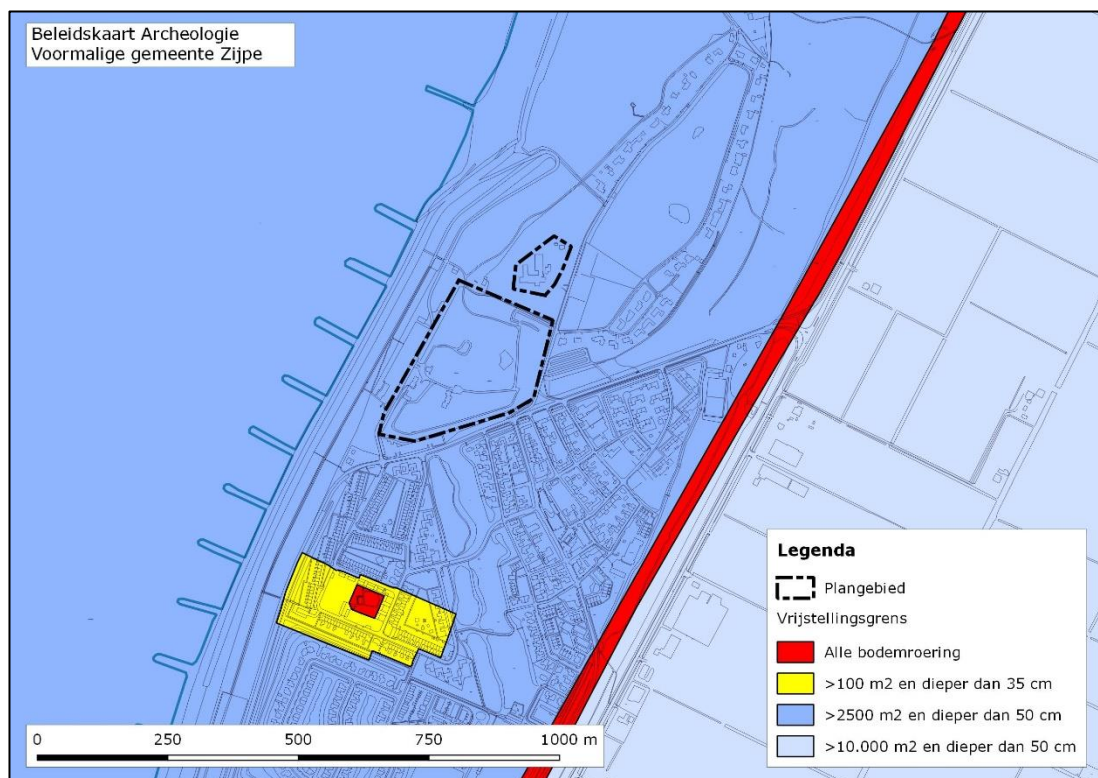 Beleidskaart Archeologie
Voormalige gemeente Zijpe
Legenda
Plangebied
Vrijstellingsgrens
Alle bodemroering
>100 m2 en dieper dan 35 cm
>2500 m2 en dieper dan 50 cm
>10.000 m2 en dieper dan 50 cm
0 250 500 750 1000 m